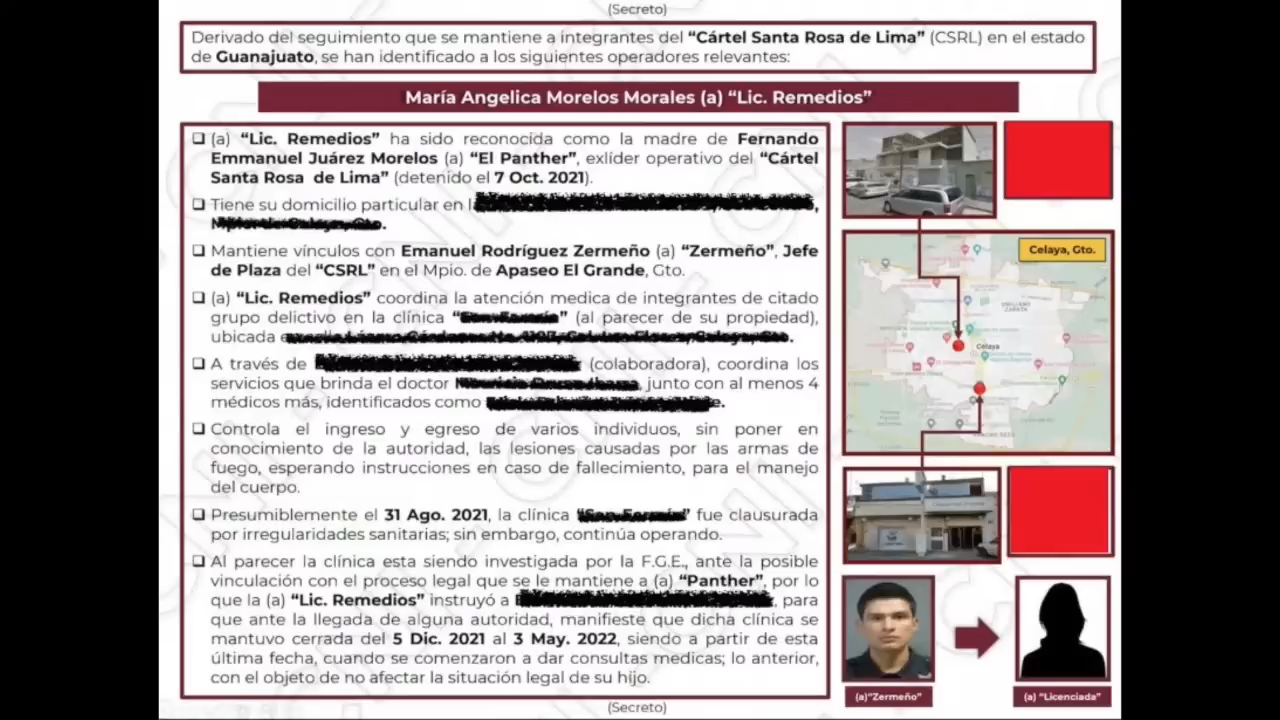 (Secreto)
Derivado del seguimiento que se mantiene a integrantes del “Cártel Santa Rosa de Lima” (CSRL) en el estado
de Guanajuato, se han identificado a los siguientes operadores relevantes:
María Angelica Morelos Morales (a) “Lic. Remedios”
❑ (a) “Lic. Remedios” ha sido reconocida como la madre de Fernando
Emmanuel Juárez Morelos (a) “El Panther”, exlíder operativo del “Cártel
Santa Rosa de Lima” (detenido el 7 Oct. 2021).
❑ Tiene su domicilio particular en
❑ Mantiene vínculos con Emanuel Rodríguez Zermeño (a) “Zermeño”, Jefe
de Plaza del “CSRL” en el Mpio. de Apaseo El Grande, Gto.
❑ (a) “Lic. Remedios” coordina la atención medica de integrantes de citado
grupo delictivo en la clínica “ ” (al parecer de su propiedad),
ubicada
❑ A través de (colaboradora), coordina los
servicios que brinda el doctor , junto con al menos 4
médicos más, identificados como
❑ Controla el ingreso y egreso de varios individuos, sin poner en
conocimiento de la autoridad, las lesiones causadas por las armas de
fuego, esperando instrucciones en caso de fallecimiento, para el manejo
del cuerpo.
❑ Presumiblemente el 31 Ago. 2021, la clínica “ ” fue clausurada
por irregularidades sanitarias; sin embargo, continúa operando.
❑ Al parecer la clínica esta siendo investigada por la F.G.E., ante la posible
vinculación con el proceso legal que se le mantiene a (a) “Panther”, por lo
que la (a) “Lic. Remedios” instruyó a , para
que ante la llegada de alguna autoridad, manifieste que dicha clínica se
mantuvo cerrada del 5 Dic. 2021 al 3 May. 2022, siendo a partir de esta
última fecha, cuando se comenzaron a dar consultas medicas; lo anterior,
con el objeto de no afectar la situación legal de su hijo.
Celaya, Gto.
Celaya
(a)“Zermeño”
(a) “Licenciada”
(Secreto)